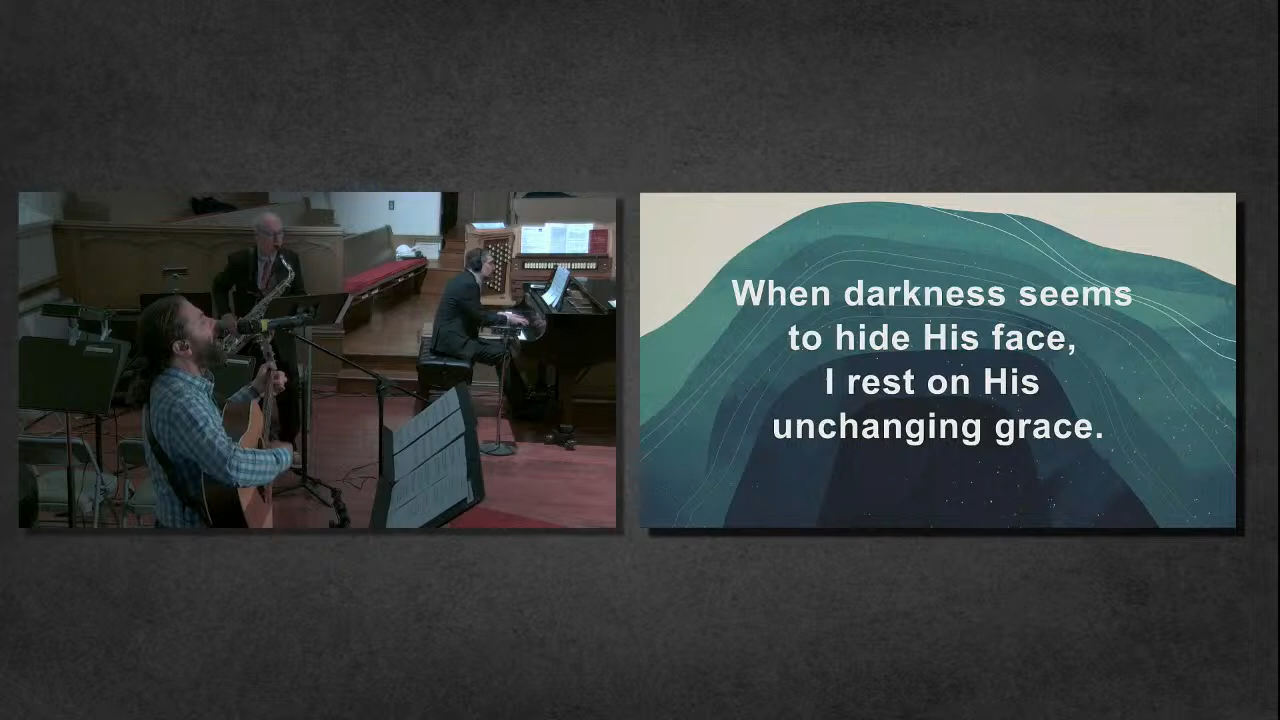 When darkness seems
to hide His face,
I rest on His
unchanging grace.